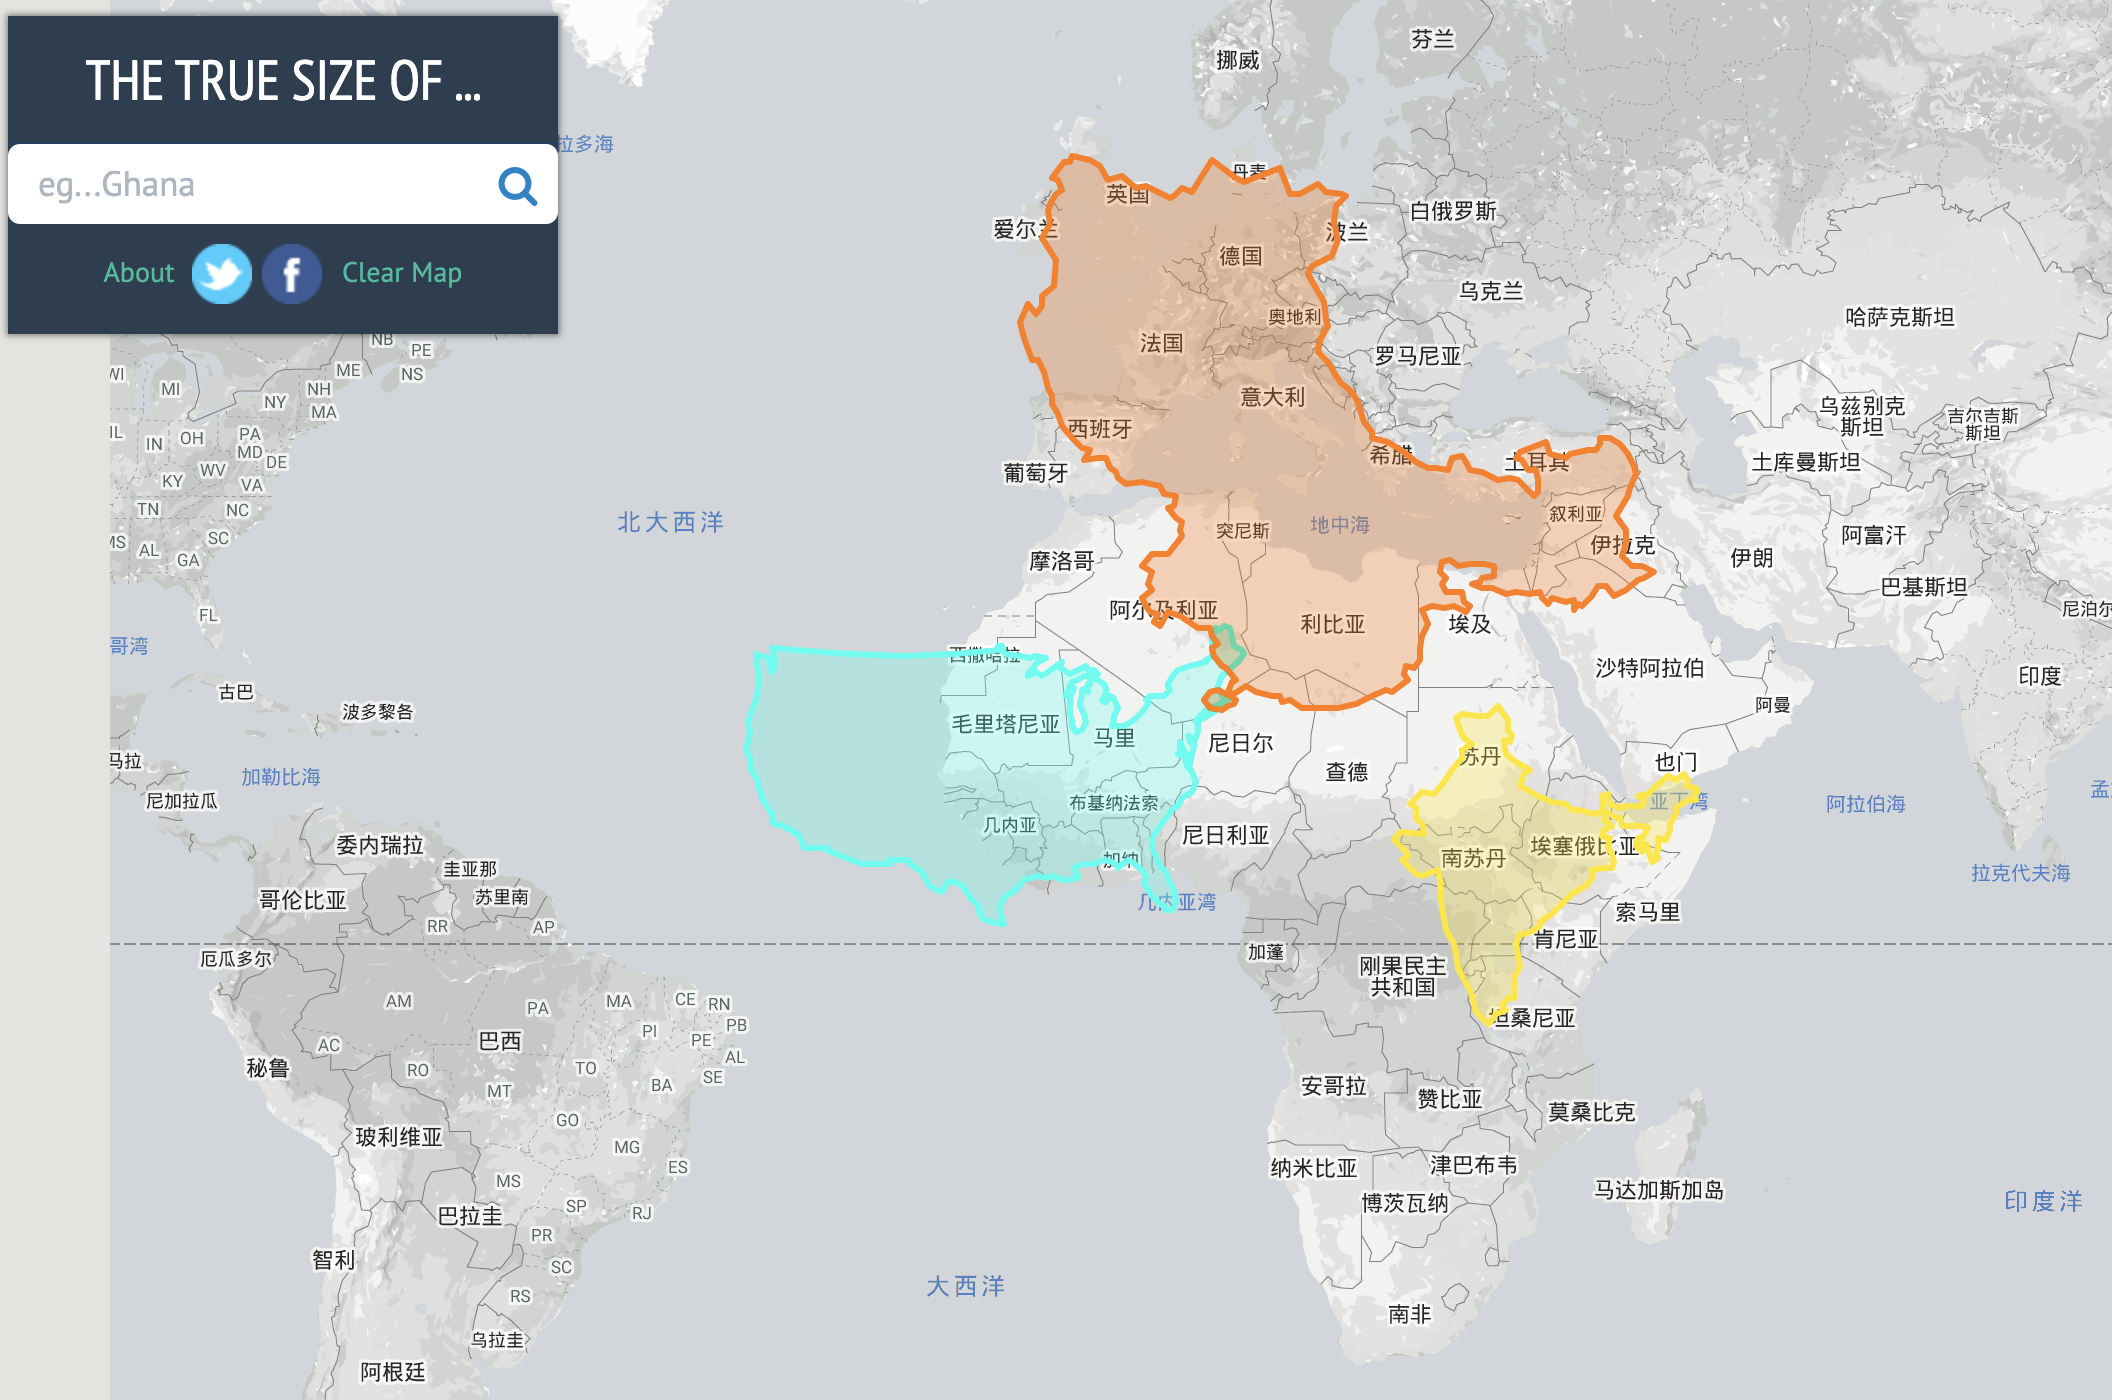 THE TRUE SIZE OF ...
eg...Ghana
About
Clear Map
拉多海
挪威
芬兰
丹麦
英国
爱尔兰
白俄罗斯
波兰
德国
乌克兰
奥地利
哈萨克斯坦
法国
罗马尼亚
意大利
乌兹别克
斯坦
吉尔吉斯
斯坦
西班牙
希腊
土耳其
土库曼斯坦
葡萄牙
叙利亚
北大西洋
突尼斯
地中海
伊拉克
阿富汗
伊朗
摩洛哥
巴基斯坦
阿尔及利亚
利比亚
埃及
尼泊尔
西撒哈拉
沙特阿拉伯
印度
阿曼
NB
PE
ME
NS
WI
MI
NH
NY
MA
IL
IN
OH
PA
MD
DE
WV
KY
VA
TN
NC
MS
AL
SC
GA
FL
哥湾
古巴
波多黎各
马拉
加勒比海
尼加拉瓜
毛里塔尼亚
马里
尼日尔
查德
苏丹
也门
亚丁湾
阿拉伯海
孟
布基纳法索
几内亚
尼日利亚
加纳
南苏丹
埃塞俄比亚
拉克代夫海
几内亚湾
索马里
委内瑞拉
圭亚那
苏里南
哥伦比亚
RR
AP
厄瓜多尔
加蓬
肯尼亚
刚果民主
共和国
坦桑尼亚
AM
PA
MA
CE
RN
PI
PB
PE
巴西
AC
AL
RO
TO
SE
秘鲁
MT
BA
GO
安哥拉
赞比亚
莫桑比克
玻利维亚
MG
ES
纳米比亚
津巴布韦
MS
马达加斯加岛
博茨瓦纳
SP
RJ
巴拉圭
PR
印度洋
智利
SC
大西洋
RS
南非
乌拉圭
阿根廷